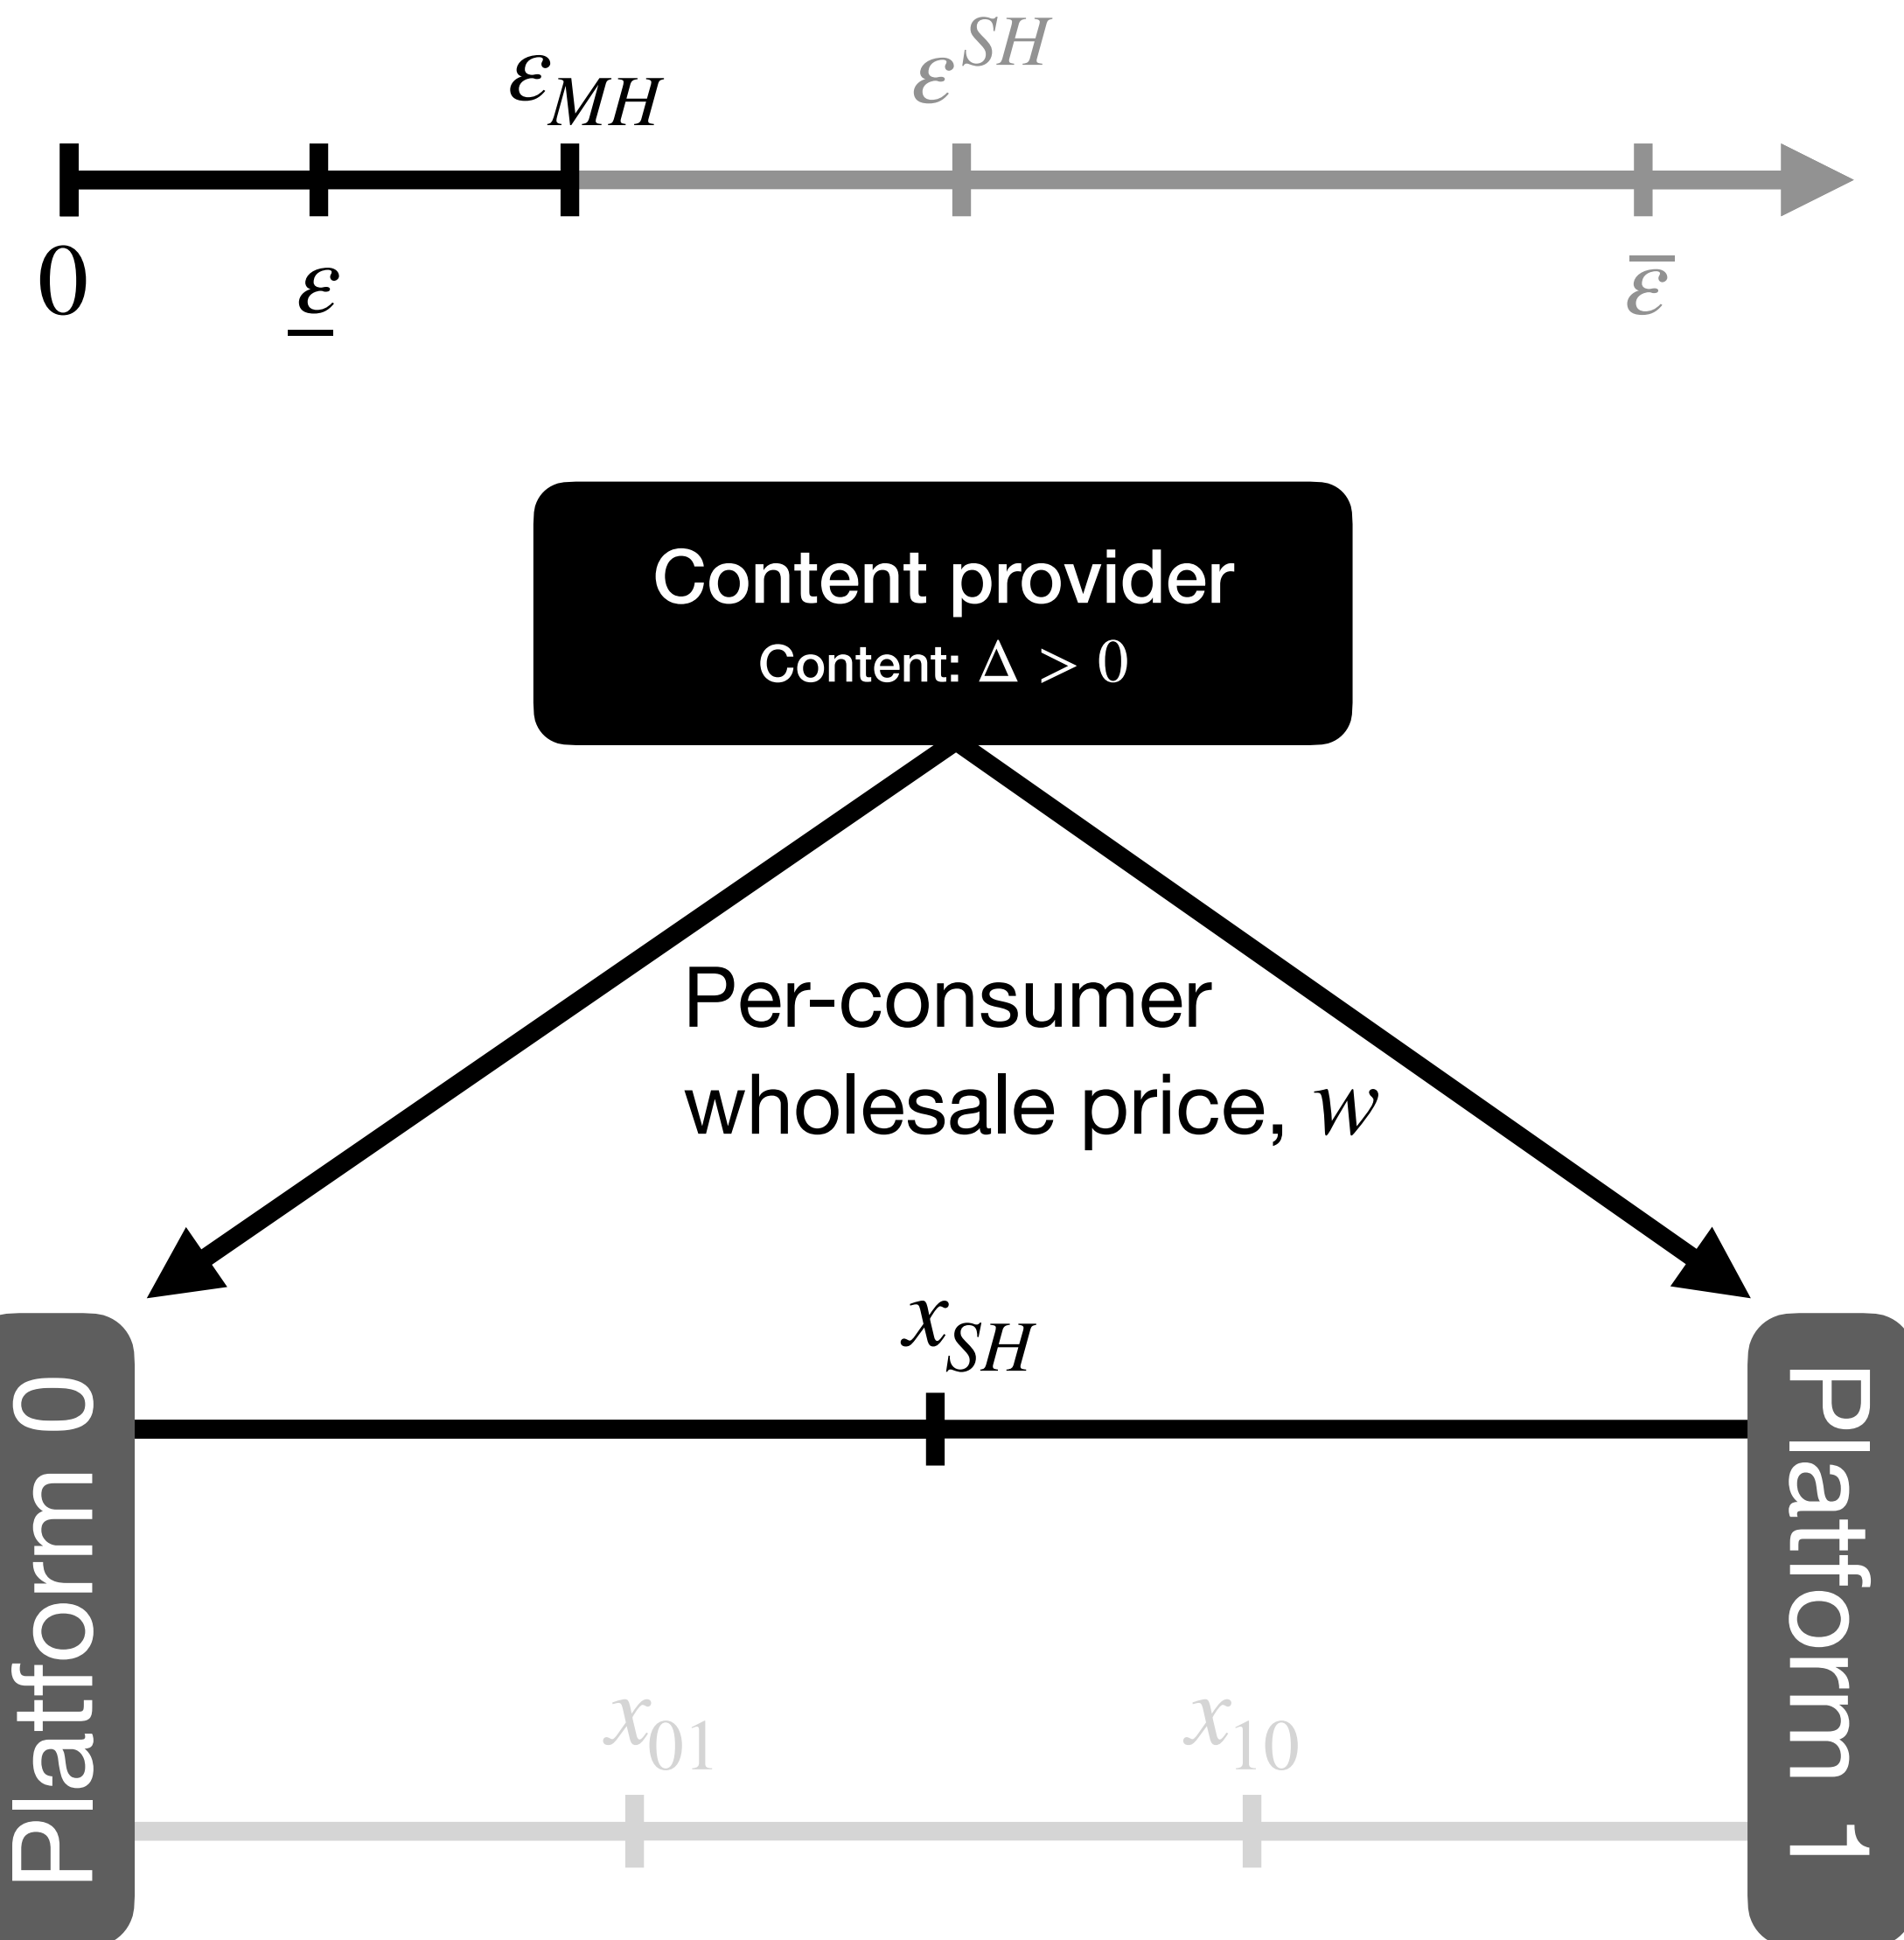 ε_MH
ε^SH
0
ε̲
ε̅
Content provider
Content: Δ > 0
Per-consumer
wholesale price, w
x_SH
Platform 0
Platform 1
x_01
x_10